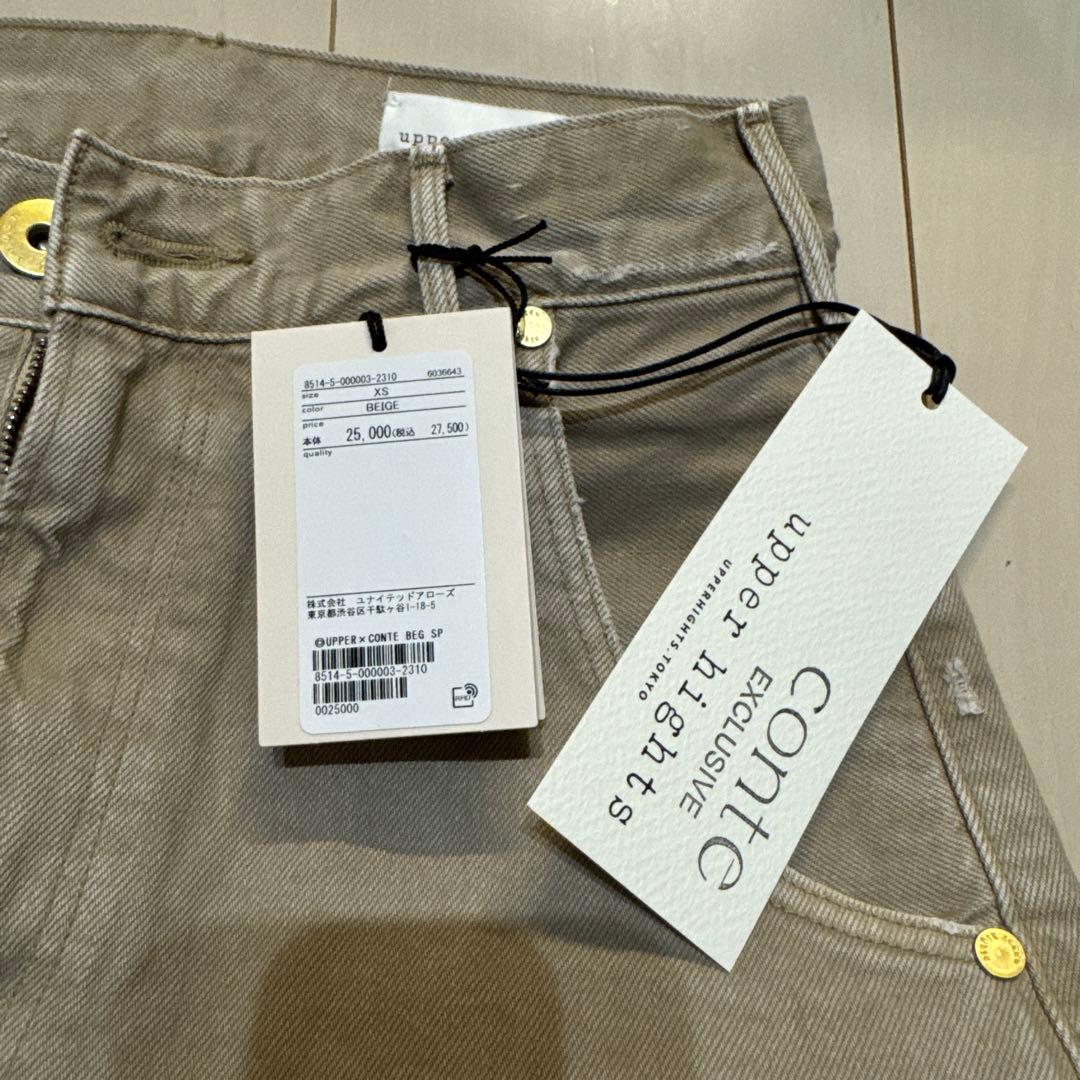 uppe
8514-5-000003-2310 6036643
size XS
color BEIGE
price
本体 25,000(税込 27,500)
quality
株式会社 ユナイテッドアローズ
東京都渋谷区千駄ヶ谷1-18-5
@UPPER×CONTE BEG SP
8514-5-000003-2310
0025000
RFID
conte
EXCLUSIVE
upper hights
UPPERHIGHTS.TOKYO